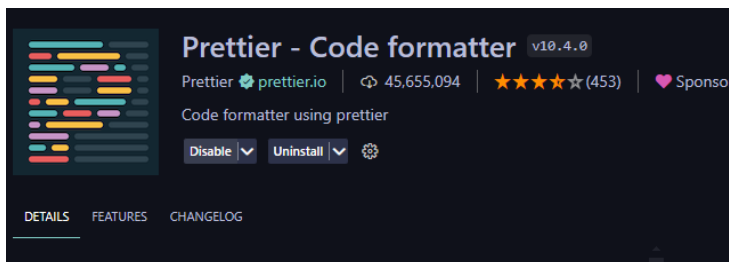 Prettier - Code formatter v10.4.0
Prettier prettier.io 45,655,094 (453) Sponso
Code formatter using prettier
Disable Uninstall
DETAILS FEATURES CHANGELOG